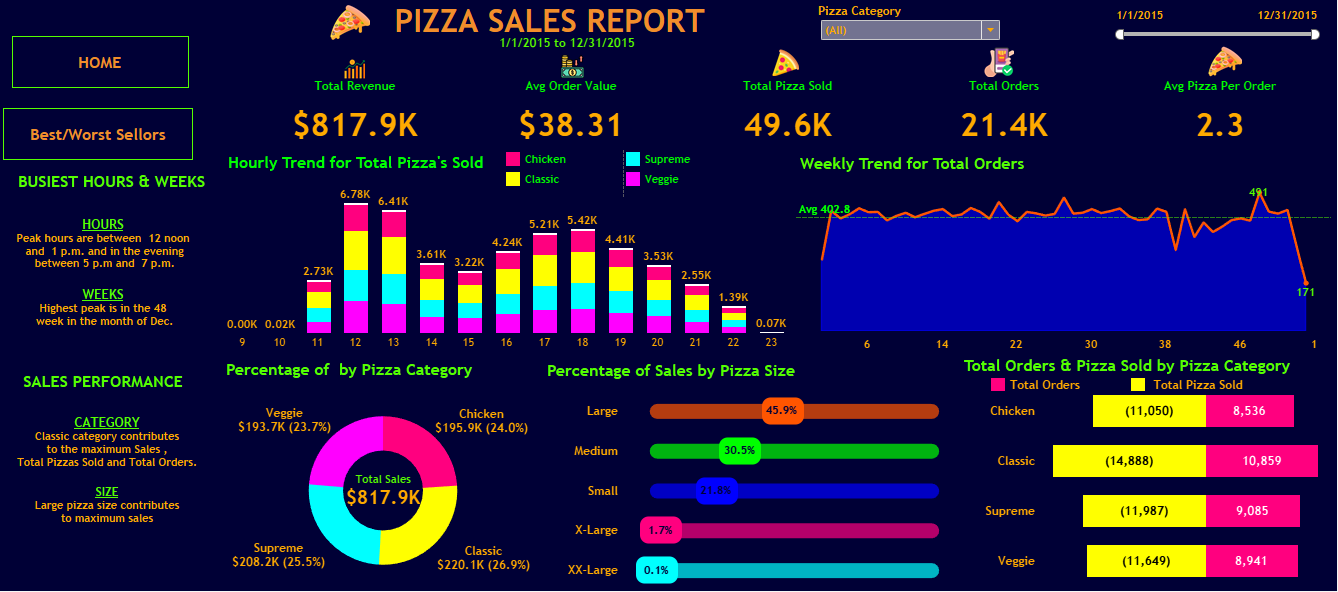 PIZZA SALES REPORT
1/1/2015 to 12/31/2015
Pizza Category
(All)
1/1/2015
12/31/2015
HOME
Best/Worst Sellors
Total Revenue
$817.9K
Avg Order Value
$38.31
Total Pizza Sold
49.6K
Total Orders
21.4K
Avg Pizza Per Order
2.3
BUSIEST HOURS & WEEKS
HOURS
Peak hours are between 12 noon
and 1 p.m. and in the evening
between 5 p.m and 7 p.m.
WEEKS
Highest peak is in the 48
week in the month of Dec.
SALES PERFORMANCE
CATEGORY
Classic category contributes
to the maximum Sales ,
Total Pizzas Sold and Total Orders.
SIZE
Large pizza size contributes
to maximum sales
Hourly Trend for Total Pizza's Sold
Chicken
Supreme
Classic
Veggie
0.00K
0.02K
2.73K
6.78K
6.41K
3.61K
3.22K
4.24K
5.21K
5.42K
4.41K
3.53K
2.55K
1.39K
0.07K
9
10
11
12
13
14
15
16
17
18
19
20
21
22
23
Weekly Trend for Total Orders
Avg 402.8
491
171
6
14
22
30
38
46
1
Percentage of by Pizza Category
Veggie
$193.7K (23.7%)
Chicken
$195.9K (24.0%)
Total Sales
$817.9K
Supreme
$208.2K (25.5%)
Classic
$220.1K (26.9%)
Percentage of Sales by Pizza Size
Large
45.9%
Medium
30.5%
Small
21.8%
X-Large
1.7%
XX-Large
0.1%
Total Orders & Pizza Sold by Pizza Category
Total Orders
Total Pizza Sold
Chicken
(11,050)
8,536
Classic
(14,888)
10,859
Supreme
(11,987)
9,085
Veggie
(11,649)
8,941